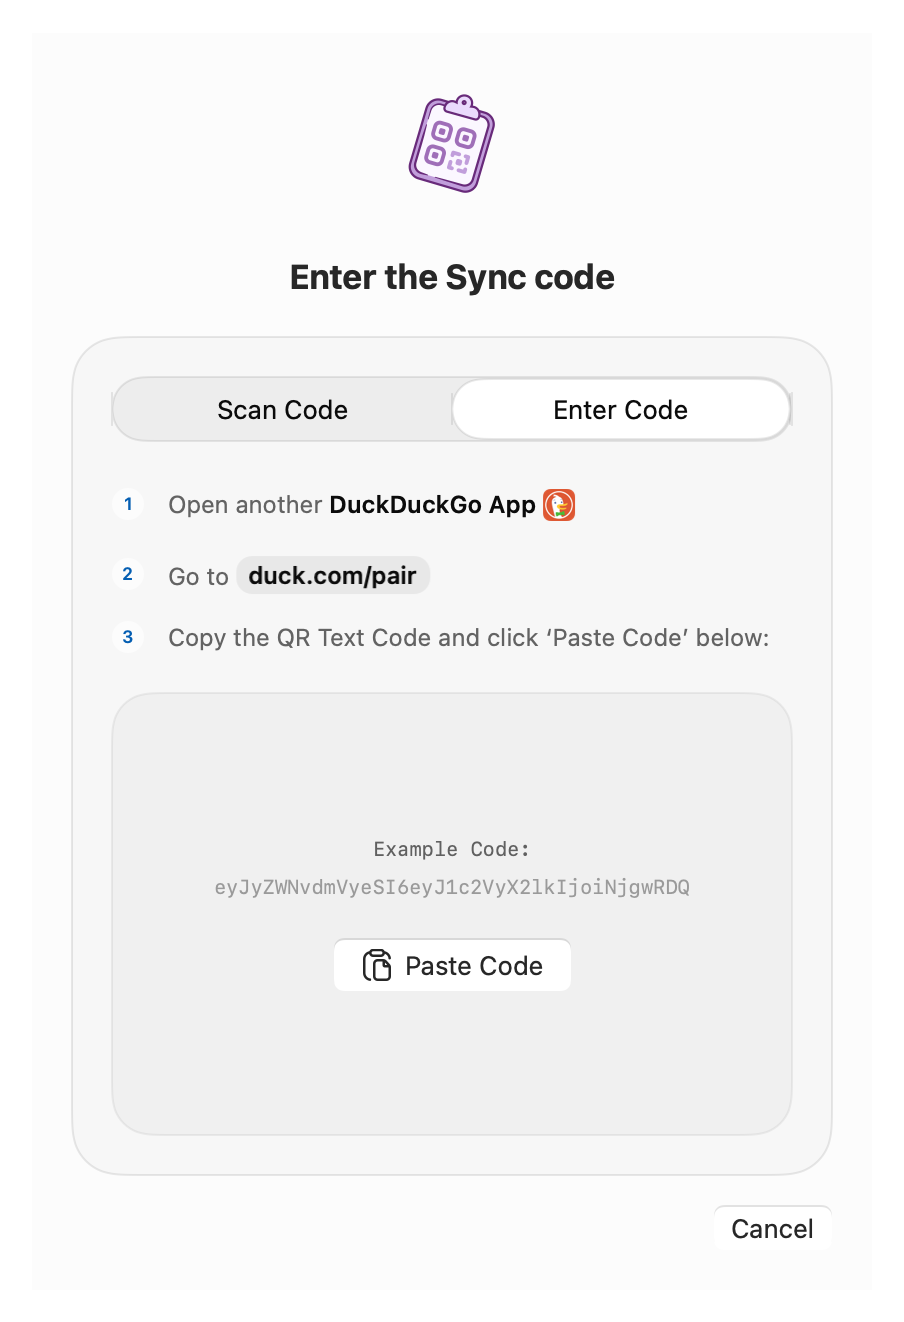 Enter the Sync code
Scan Code
Enter Code
1 Open another DuckDuckGo App
2 Go to duck.com/pair
3 Copy the QR Text Code and click ‘Paste Code’ below:
Example Code:
eyJyZWNvdmVyeSI6eyJ1c2VyX2lkIjoiNjgwRDQ
Paste Code
Cancel